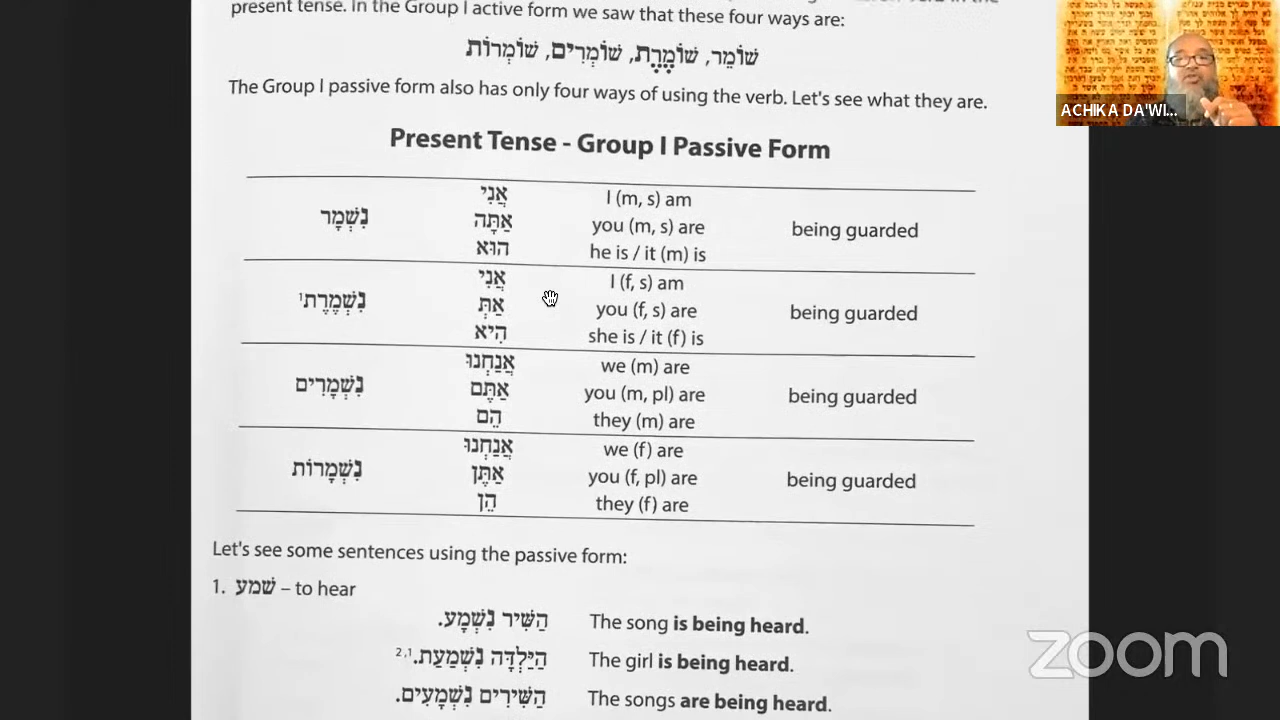 present tense. In the Group I active form we saw that these four ways are:
שׁוֹמֵר, שׁוֹמֶרֶת, שׁוֹמְרִים, שׁוֹמְרוֹת
The Group I passive form also has only four ways of using the verb. Let's see what they are.
Present Tense - Group I Passive Form
אֲנִי I (m, s) am
נִשְׁמָר אַתָּה you (m, s) are being guarded
הוּא he is / it (m) is
אֲנִי I (f, s) am
נִשְׁמֶרֶת¹ אַתְּ you (f, s) are being guarded
הִיא she is / it (f) is
אֲנַחְנוּ we (m) are
נִשְׁמָרִים אַתֶּם you (m, pl) are being guarded
הֵם they (m) are
אֲנַחְנוּ we (f) are
נִשְׁמָרוֹת אַתֶּן you (f, pl) are being guarded
הֵן they (f) are
Let's see some sentences using the passive form:
1. שׁמע – to hear
הַשִּׁיר נִשְׁמָע. The song is being heard.
הַיַּלְדָּה נִשְׁמַעַת.²,¹ The girl is being heard.
הַשִּׁירִים נִשְׁמָעִים. The songs are being heard.
ACHIKA DA'WI...
zoom